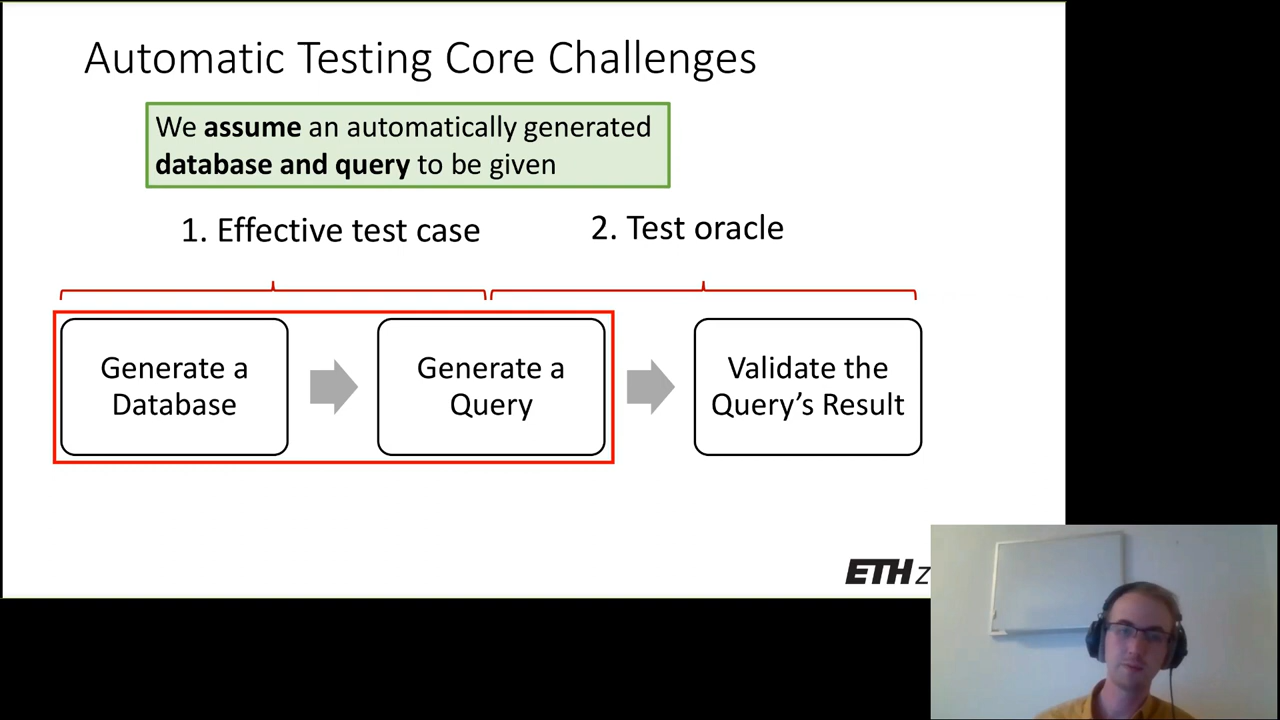 Automatic Testing Core Challenges
We assume an automatically generated
database and query to be given
1. Effective test case
2. Test oracle
Generate a
Database
Generate a
Query
Validate the
Query’s Result
ETH z